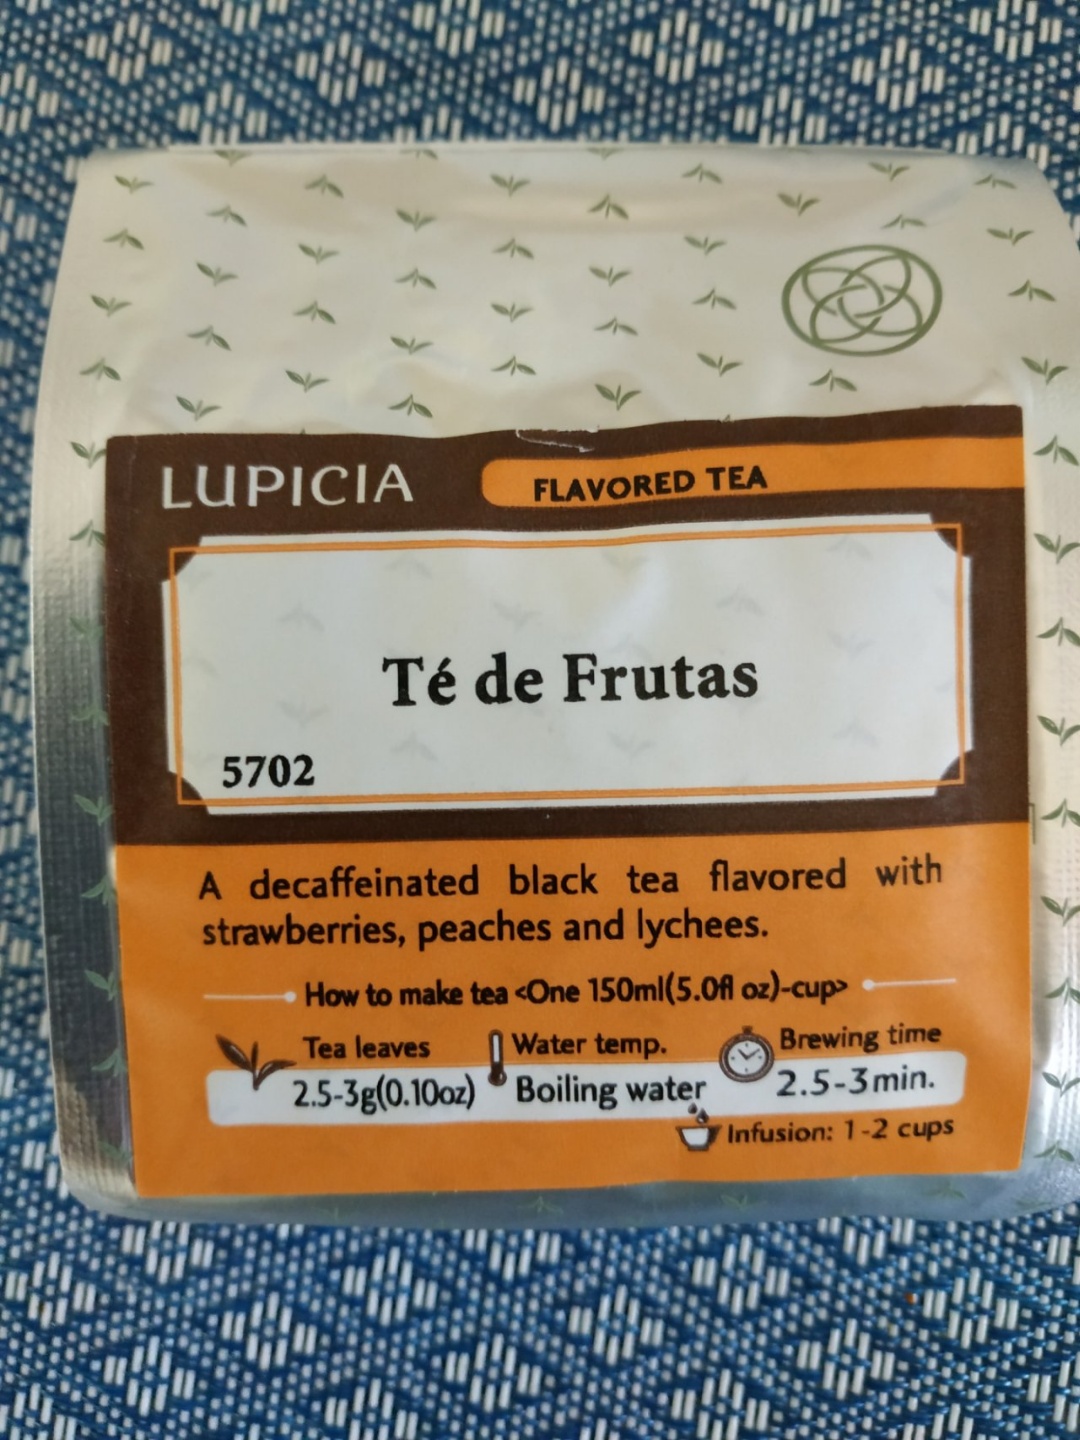 LUPICIA
FLAVORED TEA
Té de Frutas
5702
A decaffeinated black tea flavored with
strawberries, peaches and lychees.
How to make tea <One 150ml(5.0fl oz)-cup>
Tea leaves
2.5-3g(0.10oz)
Water temp.
Boiling water
Brewing time
2.5-3min.
Infusion: 1-2 cups